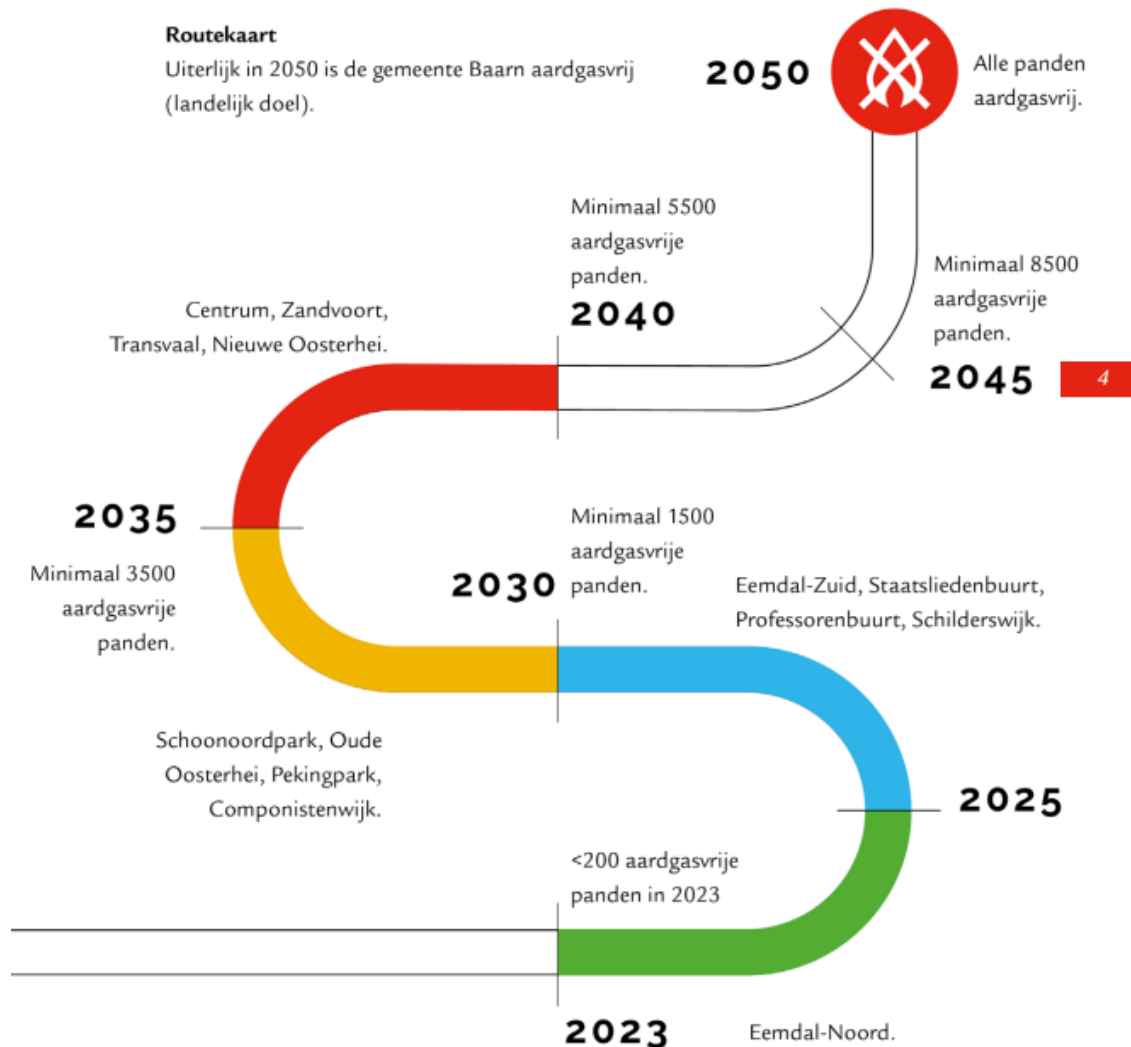 Routekaart
Uiterlijk in 2050 is de gemeente Baarn aardgasvrij
(landelijk doel).
2050
Alle panden
aardgasvrij.
Minimaal 5500
aardgasvrije
panden.
2040
Minimaal 8500
aardgasvrije
panden.
2045
4
Centrum, Zandvoort,
Transvaal, Nieuwe Oosterhei.
2035
Minimaal 3500
aardgasvrije
panden.
Minimaal 1500
aardgasvrije
panden.
2030
Eemdal-Zuid, Staatsliedenbuurt,
Professorenbuurt, Schilderswijk.
Schoonoordpark, Oude
Oosterhei, Pekingpark,
Componistenwijk.
2025
<200 aardgasvrije
panden in 2023
2023
Eemdal-Noord.